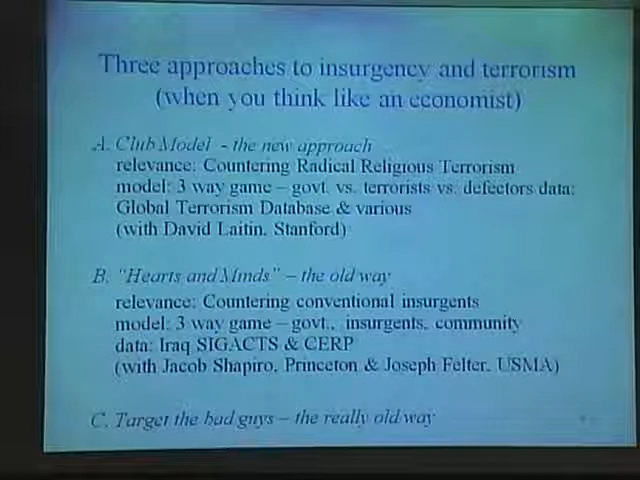 Three approaches to insurgency and terrorism
(when you think like an economist)
A. Club Model - the new approach
relevance: Countering Radical Religious Terrorism
model: 3 way game – govt. vs. terrorists vs. defectors data:
Global Terrorism Database & various
(with David Laitin, Stanford)
B. "Hearts and Minds" – the old way
relevance: Countering conventional insurgents
model: 3 way game – govt., insurgents, community
data: Iraq SIGACTS & CERP
(with Jacob Shapiro, Princeton & Joseph Felter, USMA)
C. Target the bad guys – the really old way